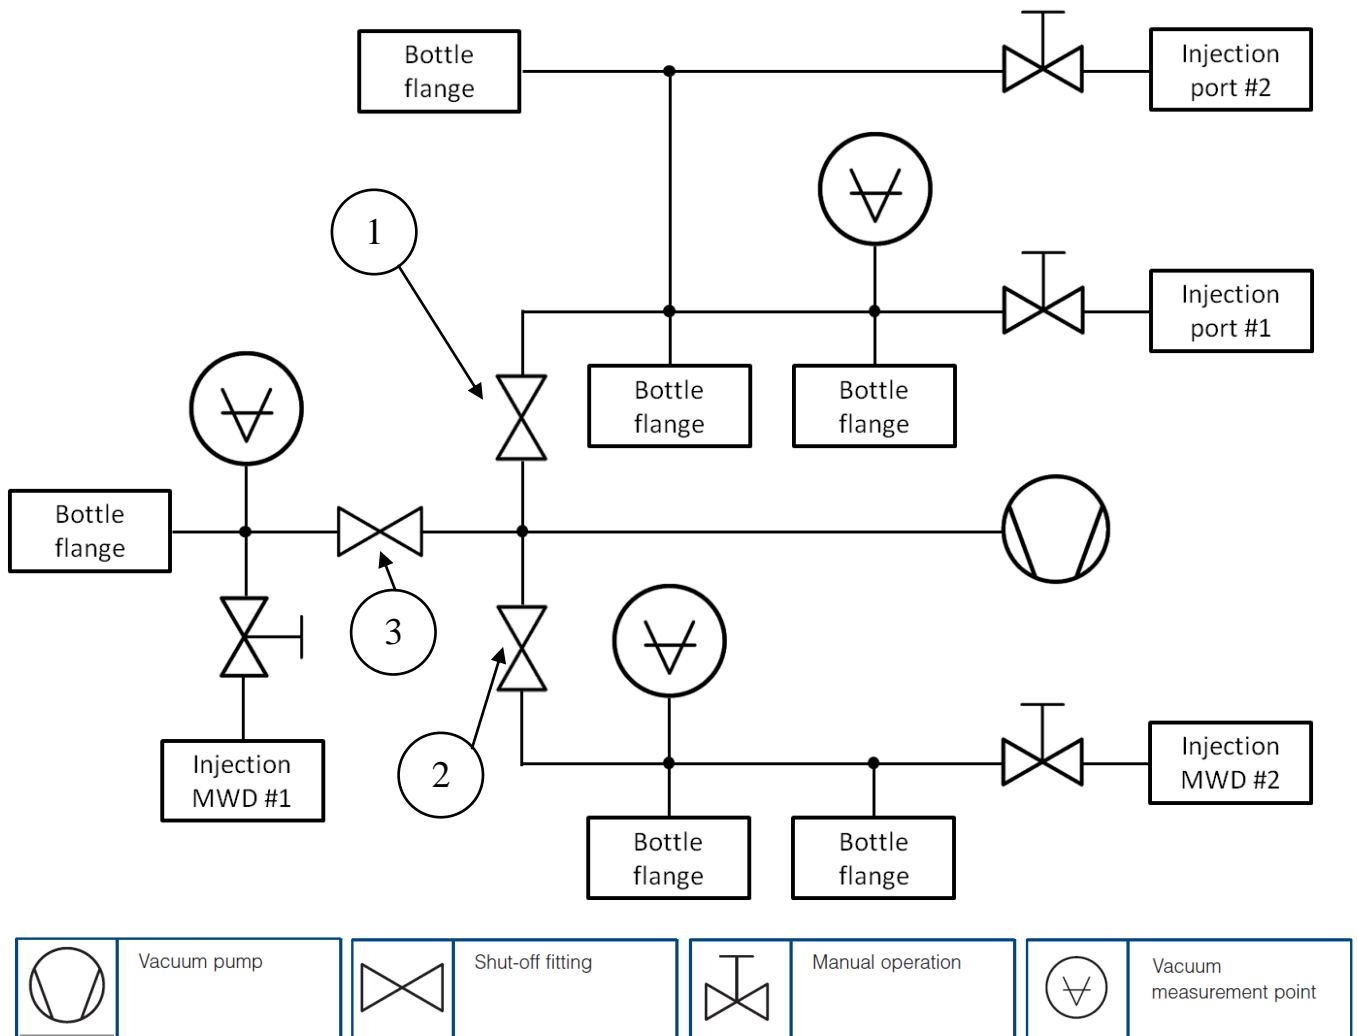 Bottle
flange
Injection
port #2
1
Injection
port #1
Bottle
flange
Bottle
flange
Bottle
flange
3
2
Injection
MWD #1
Injection
MWD #2
Bottle
flange
Bottle
flange
Vacuum pump
Shut-off fitting
Manual operation
Vacuum
measurement point